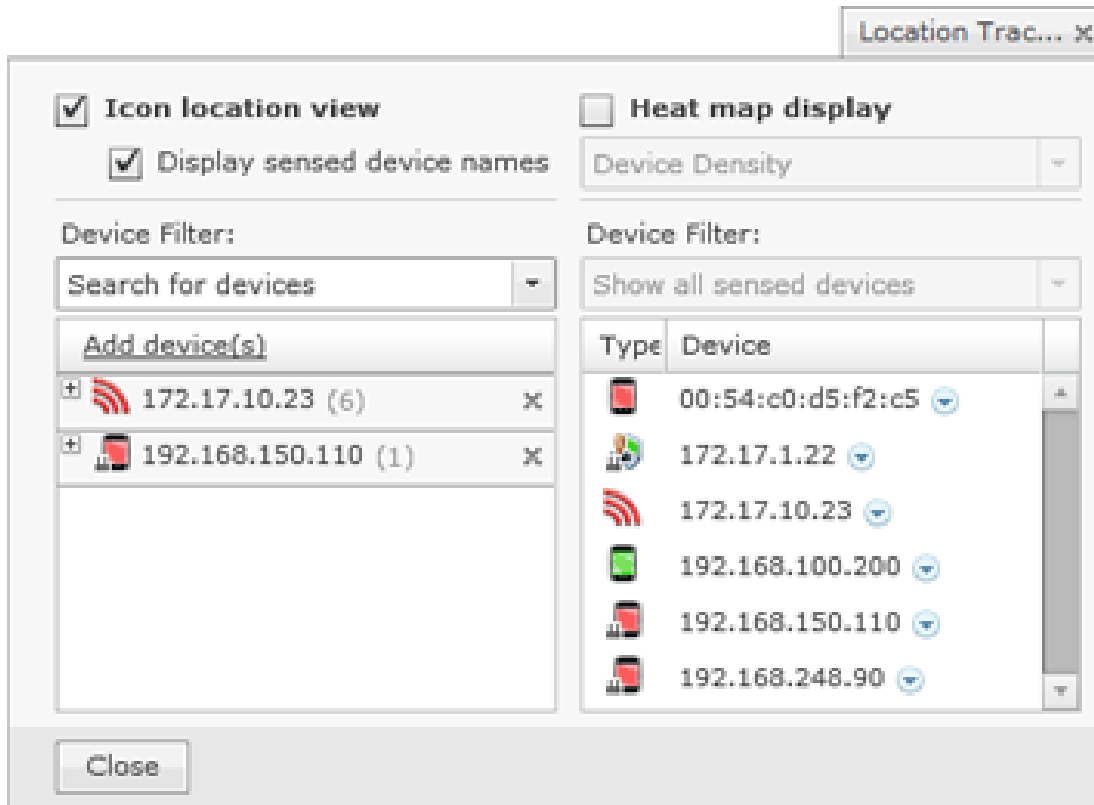 Location Trac... x
Icon location view
Display sensed device names
Device Filter:
Search for devices
Add device(s)
172.17.10.23 (6)
192.168.150.110 (1)
Heat map display
Device Density
Device Filter:
Show all sensed devices
Type Device
00:54:c0:d5:f2:c5
172.17.1.22
172.17.10.23
192.168.100.200
192.168.150.110
192.168.248.90
Close